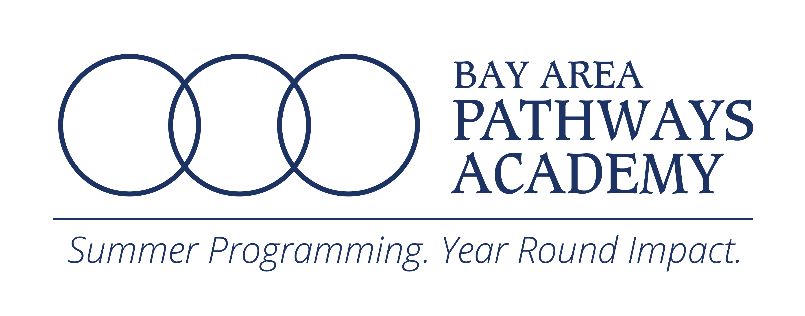 BAY AREA
PATHWAYS
ACADEMY
Summer Programming. Year Round Impact.